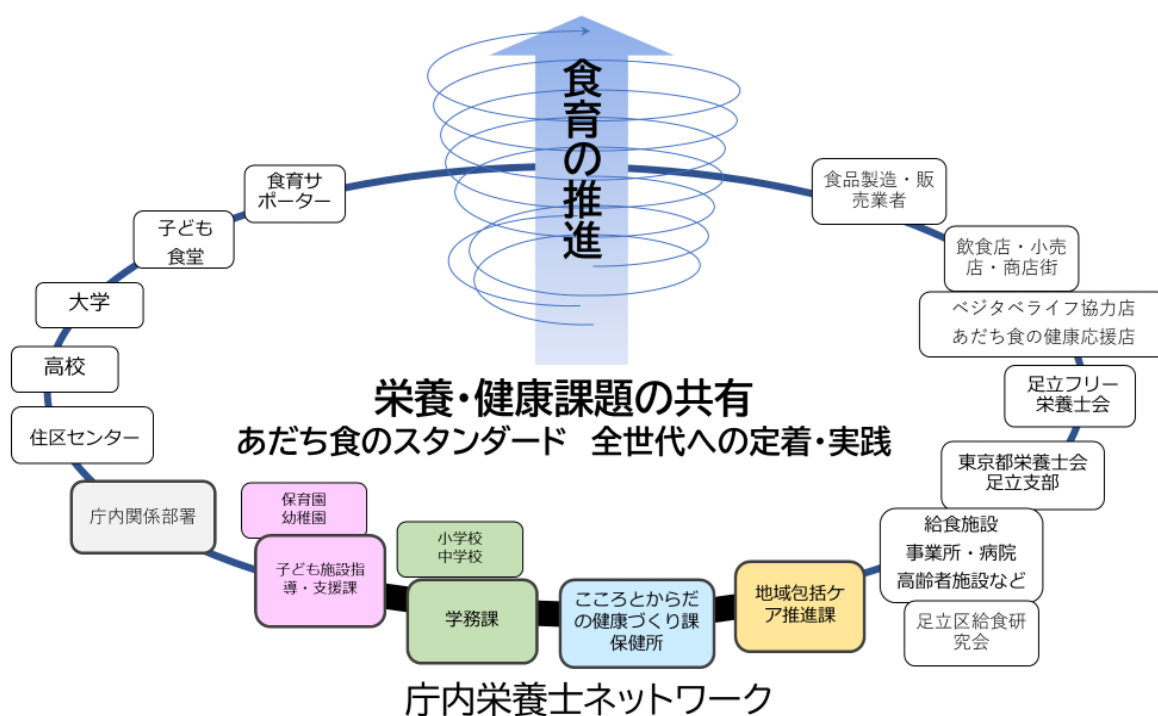 食育の推進
食育サ
ポーター
子ども
食堂
大学
高校
住区センター
庁内関係部署
食品製造・販
売業者
飲食店・小売
店・商店街
ベジタベライフ協力店
あだち食の健康応援店
足立フリー
栄養士会
東京都栄養士会
足立支部
給食施設
事業所・病院
高齢者施設など
足立区給食研
究会
栄養・健康課題の共有
あだち食のスタンダード 全世代への定着・実践
保育園
幼稚園
子ども施設指
導・支援課
小学校
中学校
学務課
こころとからだ
の健康づくり課
保健所
地域包括ケ
ア推進課
庁内栄養士ネットワーク